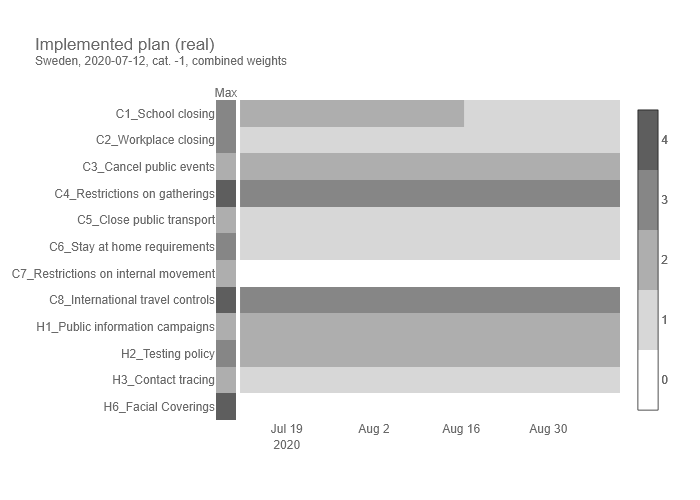 Implemented plan (real)
Sweden, 2020-07-12, cat. -1, combined weights
Max
C1_School closing
C2_Workplace closing
C3_Cancel public events
C4_Restrictions on gatherings
C5_Close public transport
C6_Stay at home requirements
C7_Restrictions on internal movement
C8_International travel controls
H1_Public information campaigns
H2_Testing policy
H3_Contact tracing
H6_Facial Coverings
Jul 19 Aug 2 Aug 16 Aug 30
2020
4
3
2
1
0